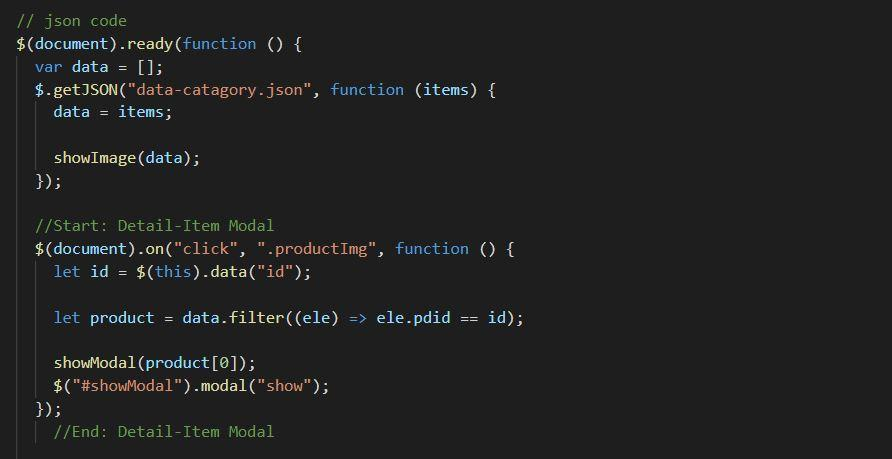 // json code
$(document).ready(function () {
var data = [];
$.getJSON("data-catagory.json", function (items) {
data = items;
showImage(data);
});
//Start: Detail-Item Modal
$(document).on("click", ".productImg", function () {
let id = $(this).data("id");
let product = data.filter((ele) => ele.pdid == id);
showModal(product[0]);
$("#showModal").modal("show");
});
//End: Detail-Item Modal